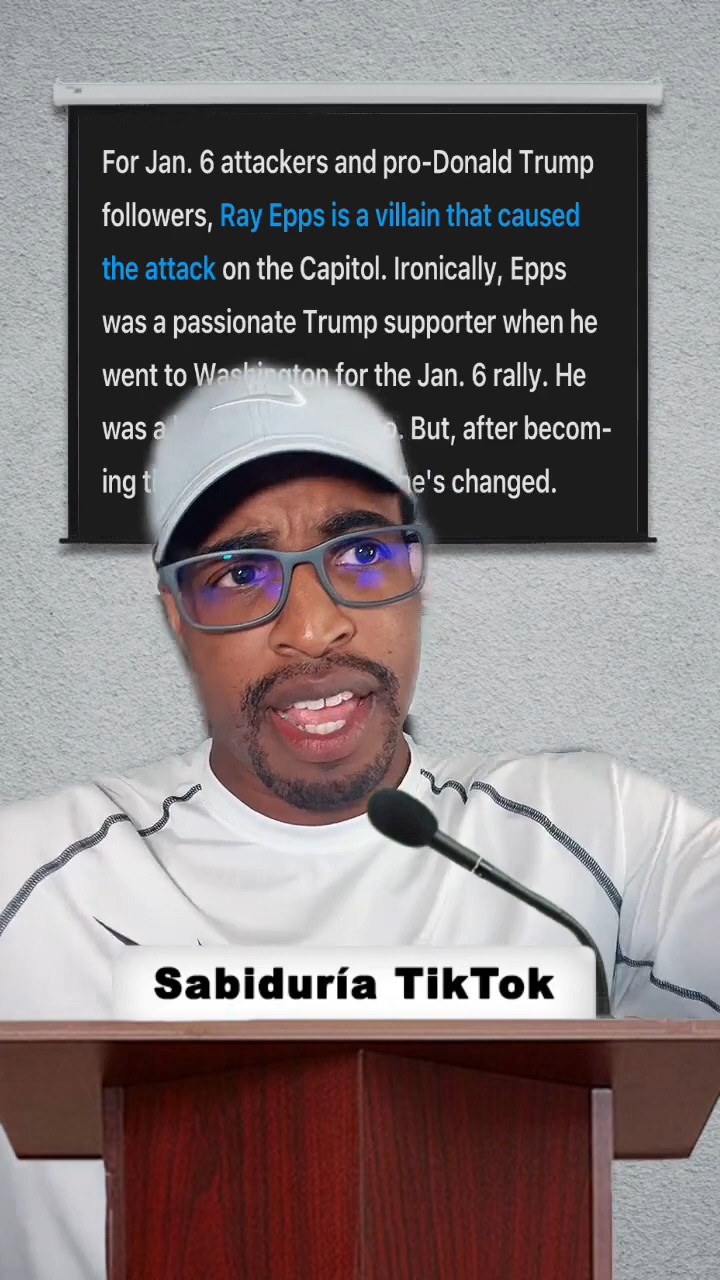 For Jan. 6 attackers and pro-Donald Trump
followers, Ray Epps is a villain that caused
the attack on the Capitol. Ironically, Epps
was a passionate Trump supporter when he
went to Washington for the Jan. 6 rally. He
was a But, after becom-
ing he's changed.
Sabiduría TikTok